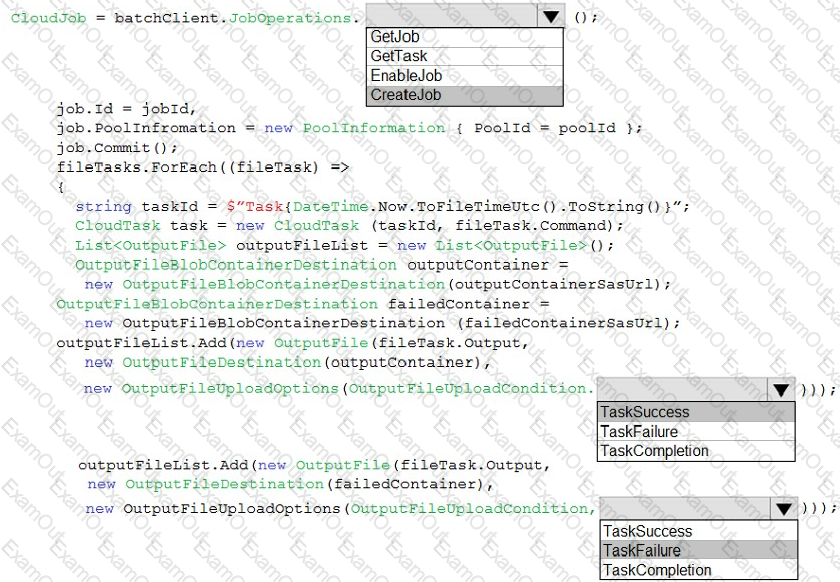 CloudJob = batchClient.JobOperations. ();
GetJob
GetTask
EnableJob
CreateJob
job.Id = jobId,
job.PoolInfromation = new PoolInformation { PoolId = poolId };
job.Commit();
fileTasks.ForEach((fileTask) =>
{
string taskId = $"Task{DateTime.Now.ToFileTimeUtc().ToString()}";
CloudTask task = new CloudTask (taskId, fileTask.Command);
List<OutputFile> outputFileList = new List<OutputFile>();
OutputFileBlobContainerDestination outputContainer =
new OutputFileBlobContainerDestination(outputContainerSasUrl);
OutputFileBlobContainerDestination failedContainer =
new OutputFileBlobContainerDestination (failedContainerSasUrl);
outputFileList.Add(new OutputFile(fileTask.Output,
new OutputFileDestination(outputContainer),
new OutputFileUploadOptions(OutputFileUploadCondition. )));
TaskSuccess
TaskFailure
TaskCompletion
outputFileList.Add(new OutputFile(fileTask.Output,
new OutputFileDestination(failedContainer),
new OutputFileUploadOptions(OutputFileUploadCondition, )));
TaskSuccess
TaskFailure
TaskCompletion